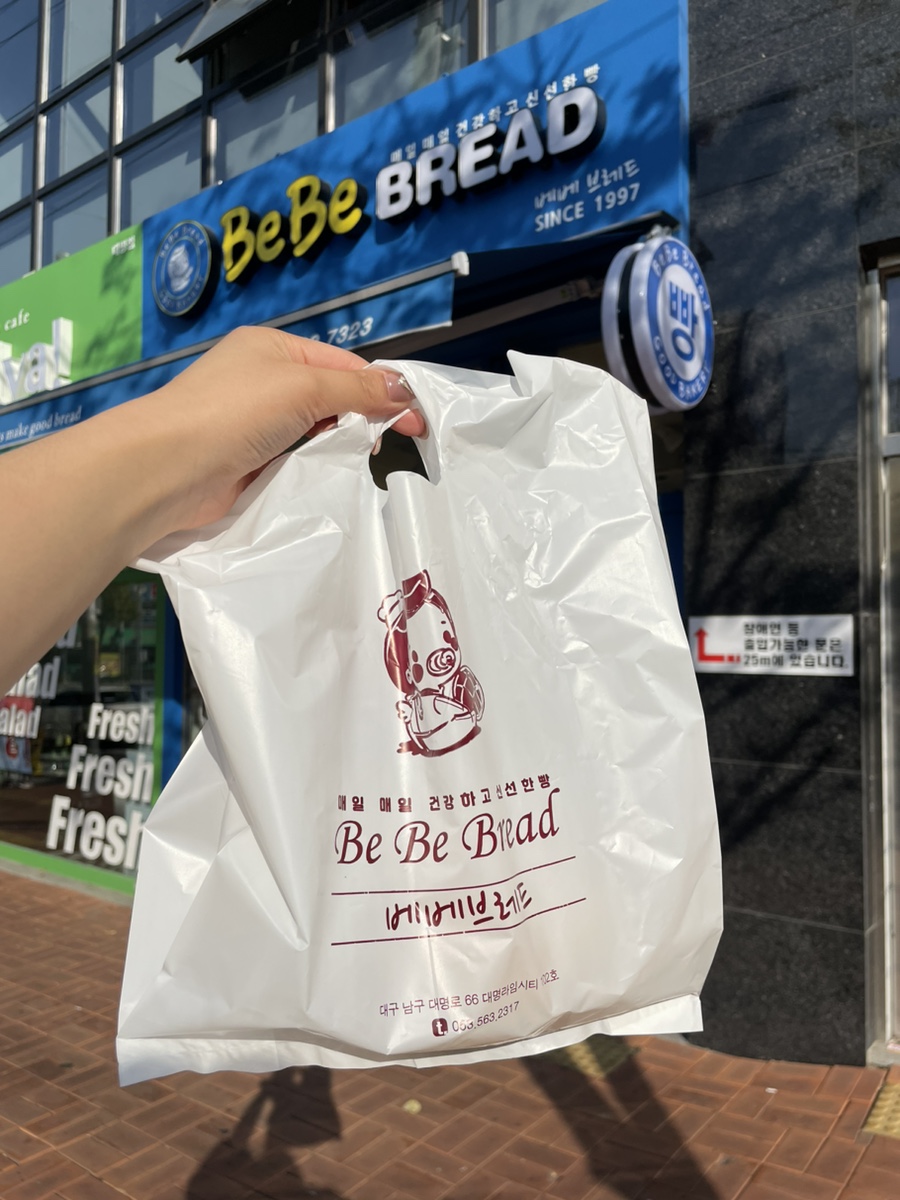 매일 매일 건강하고 신선한 빵
BeBe BREAD
베베 브레드
SINCE 1997
cafe
7323
make good bread
Bebe Bread
빵
GOOD BAKERY
장애인 등
출입가능한 문은
25m에 있습니다.
Fresh
Fresh
Fresh
매일 매일 건강하고 신선한빵
Be Be Bread
베베브레드
대구 남구 대명로 66 대명라임시티 102호
t. 053.563.2317